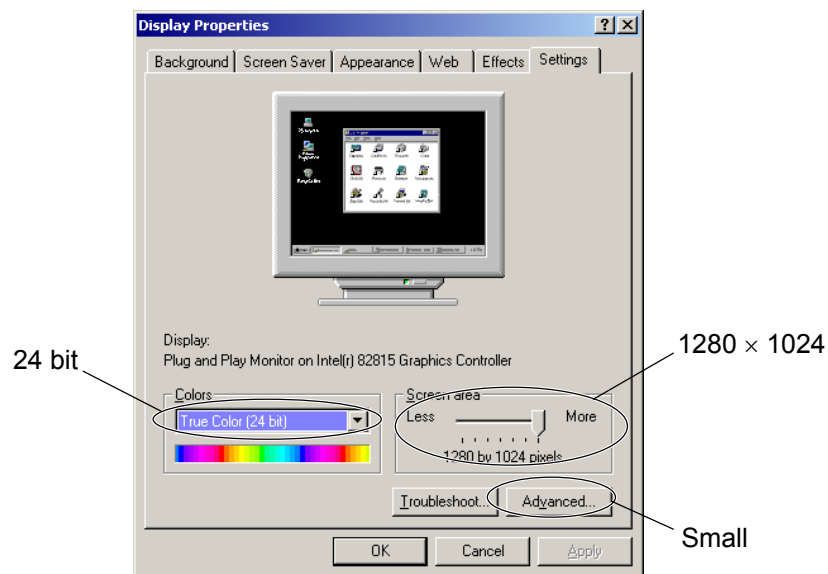 Display Properties
Background Screen Saver Appearance Web Effects Settings
Display:
Plug and Play Monitor on Intel(r) 82815 Graphics Controller
24 bit
1280 × 1024
Colors
True Color (24 bit)
Screen area
Less More
1280 by 1024 pixels
Troubleshoot... Advanced...
Small
OK Cancel Apply